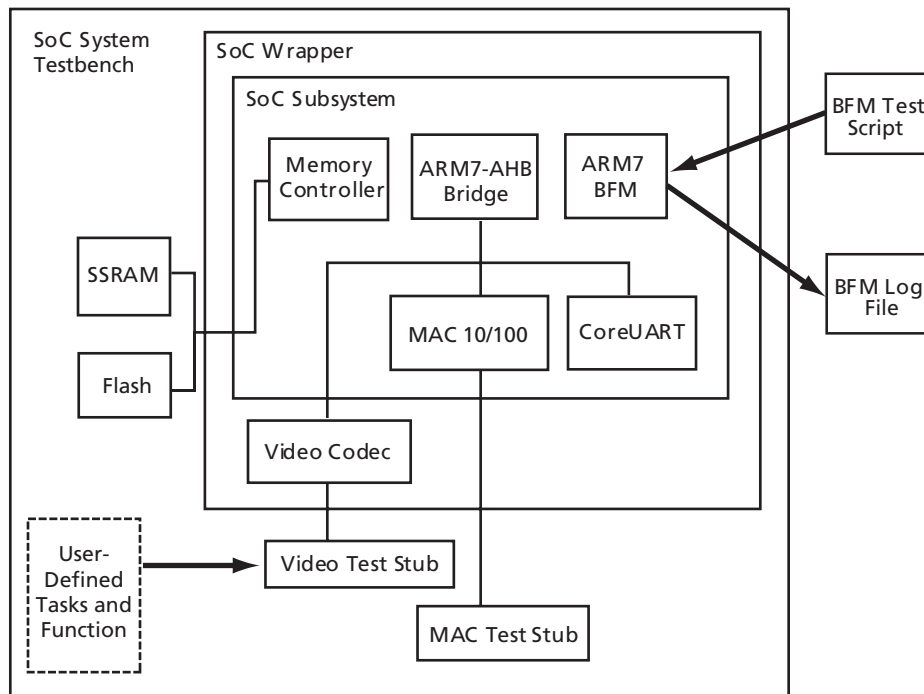 SoC System
Testbench
SoC Wrapper
SoC Subsystem
Memory
Controller
ARM7-AHB
Bridge
ARM7
BFM
BFM Test
Script
SSRAM
Flash
MAC 10/100
CoreUART
BFM Log
File
Video Codec
User-
Defined
Tasks and
Function
Video Test Stub
MAC Test Stub